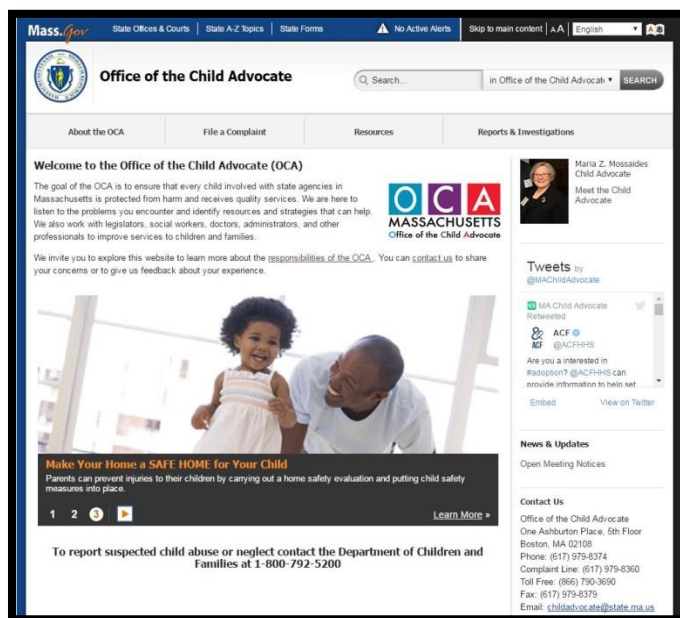 Mass.Gov
State Offices & Courts
State A-Z Topics
State Forms
No Active Alerts
Skip to main content
A A
English
Office of the Child Advocate
Search...
in Office of the Child Advocate
SEARCH
About the OCA
File a Complaint
Resources
Reports & Investigations
Welcome to the Office of the Child Advocate (OCA)
The goal of the OCA is to ensure that every child involved with state agencies in
Massachusetts is protected from harm and receives quality services. We are here to
listen to the problems you encounter and identify resources and strategies that can help.
We also work with legislators, social workers, doctors, administrators, and other
professionals to improve services to children and families.
OCA
MASSACHUSETTS
Office of the Child Advocate
We invite you to explore this website to learn more about the responsibilities of the OCA . You can contact us to share
your concerns or to give us feedback about your experience.
Make Your Home a SAFE HOME for Your Child
Parents can prevent injuries to their children by carrying out a home safety evaluation and putting child safety
measures into place.
1 2 3
Learn More »
To report suspected child abuse or neglect contact the Department of Children and
Families at 1-800-792-5200
Maria Z. Mossaides
Child Advocate
Meet the Child
Advocate
Tweets by
@MAChildAdvocate
MA Child Advocate
Retweeted
ACF
ACF
@ACFHHS
Are you a interested in
#adoption? @ACFHHS can
provide information to help set
Embed
View on Twitter
News & Updates
Open Meeting Notices
Contact Us
Office of the Child Advocate
One Ashburton Place, 5th Floor
Boston, MA 02108
Phone: (617) 979-8374
Complaint Line: (617) 979-8360
Toll Free: (866) 790-3690
Fax: (617) 979-8379
Email: childadvocate@state.ma.us